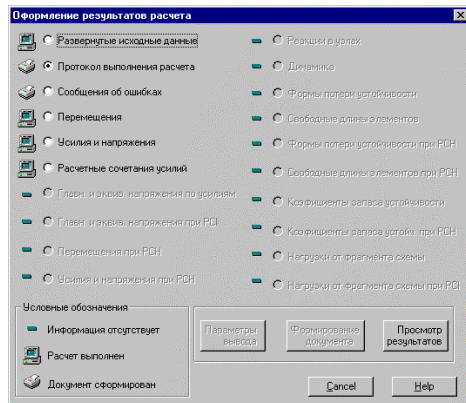 Оформление результатов расчета
Развернутые исходные данные
Протокол выполнения расчета
Сообщения об ошибках
Перемещения
Усилия и напряжения
Расчетные сочетания усилий
Главн. и эквив. напряжения по усилиям
Главн. и эквив. напряжения при РСН
Перемещения при РСН
Усилия и напряжения при РСН
Реакции в узлах
Динамика
Формы потери устойчивости
Свободные длины элементов
Формы потери устойчивости при РСН
Свободные длины элементов при РСН
Коэфициенты запаса устойчивости
Коэфициенты запаса устойч. при РСН
Нагрузки от фрагмента схемы
Нагрузки от фрагмента схемы при РСН
Условные обозначения
Информация отсутствует
Расчет выполнен
Документ сформирован
Параметры
вывода
Формирование
документа
Просмотр
результатов
Cancel
Help